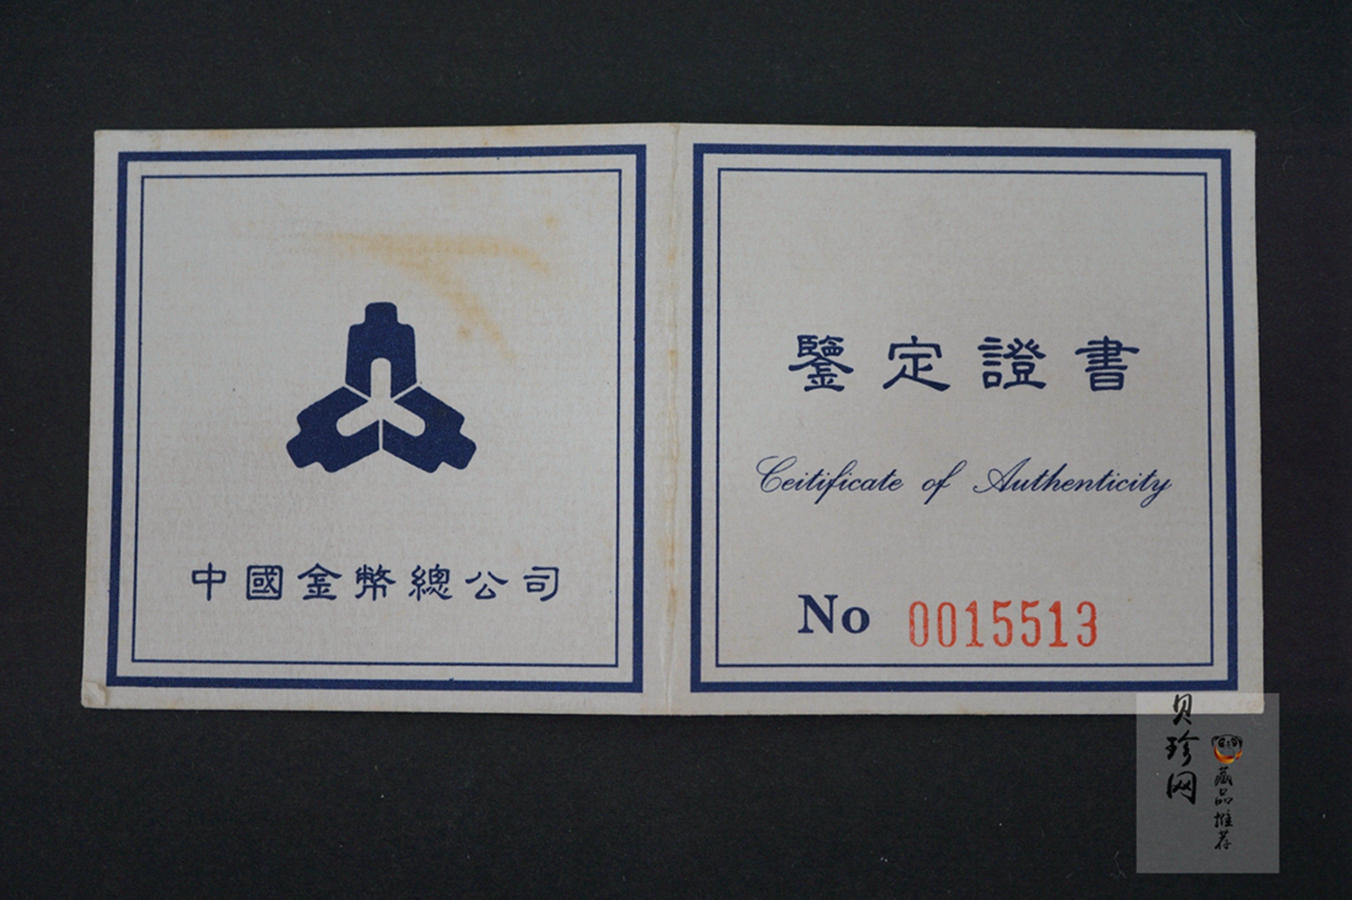 中國金幣總公司
鑒定證書
Ceitificate of Authenticity
No 0015513
贝珍网
藏品推荐